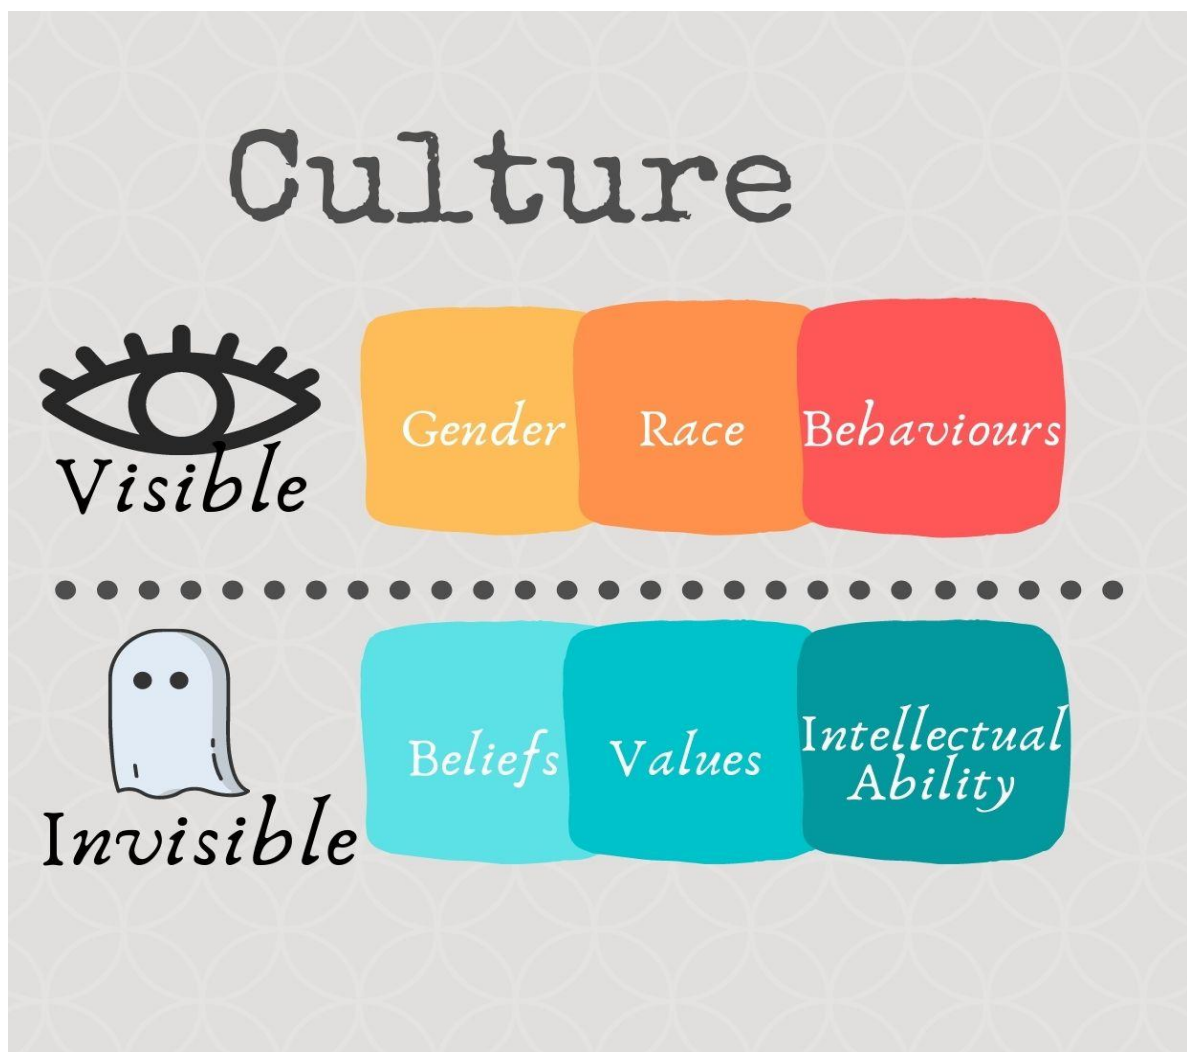 Culture
Visible
Gender
Race
Behaviours
Invisible
Beliefs
Values
Intellectual
Ability